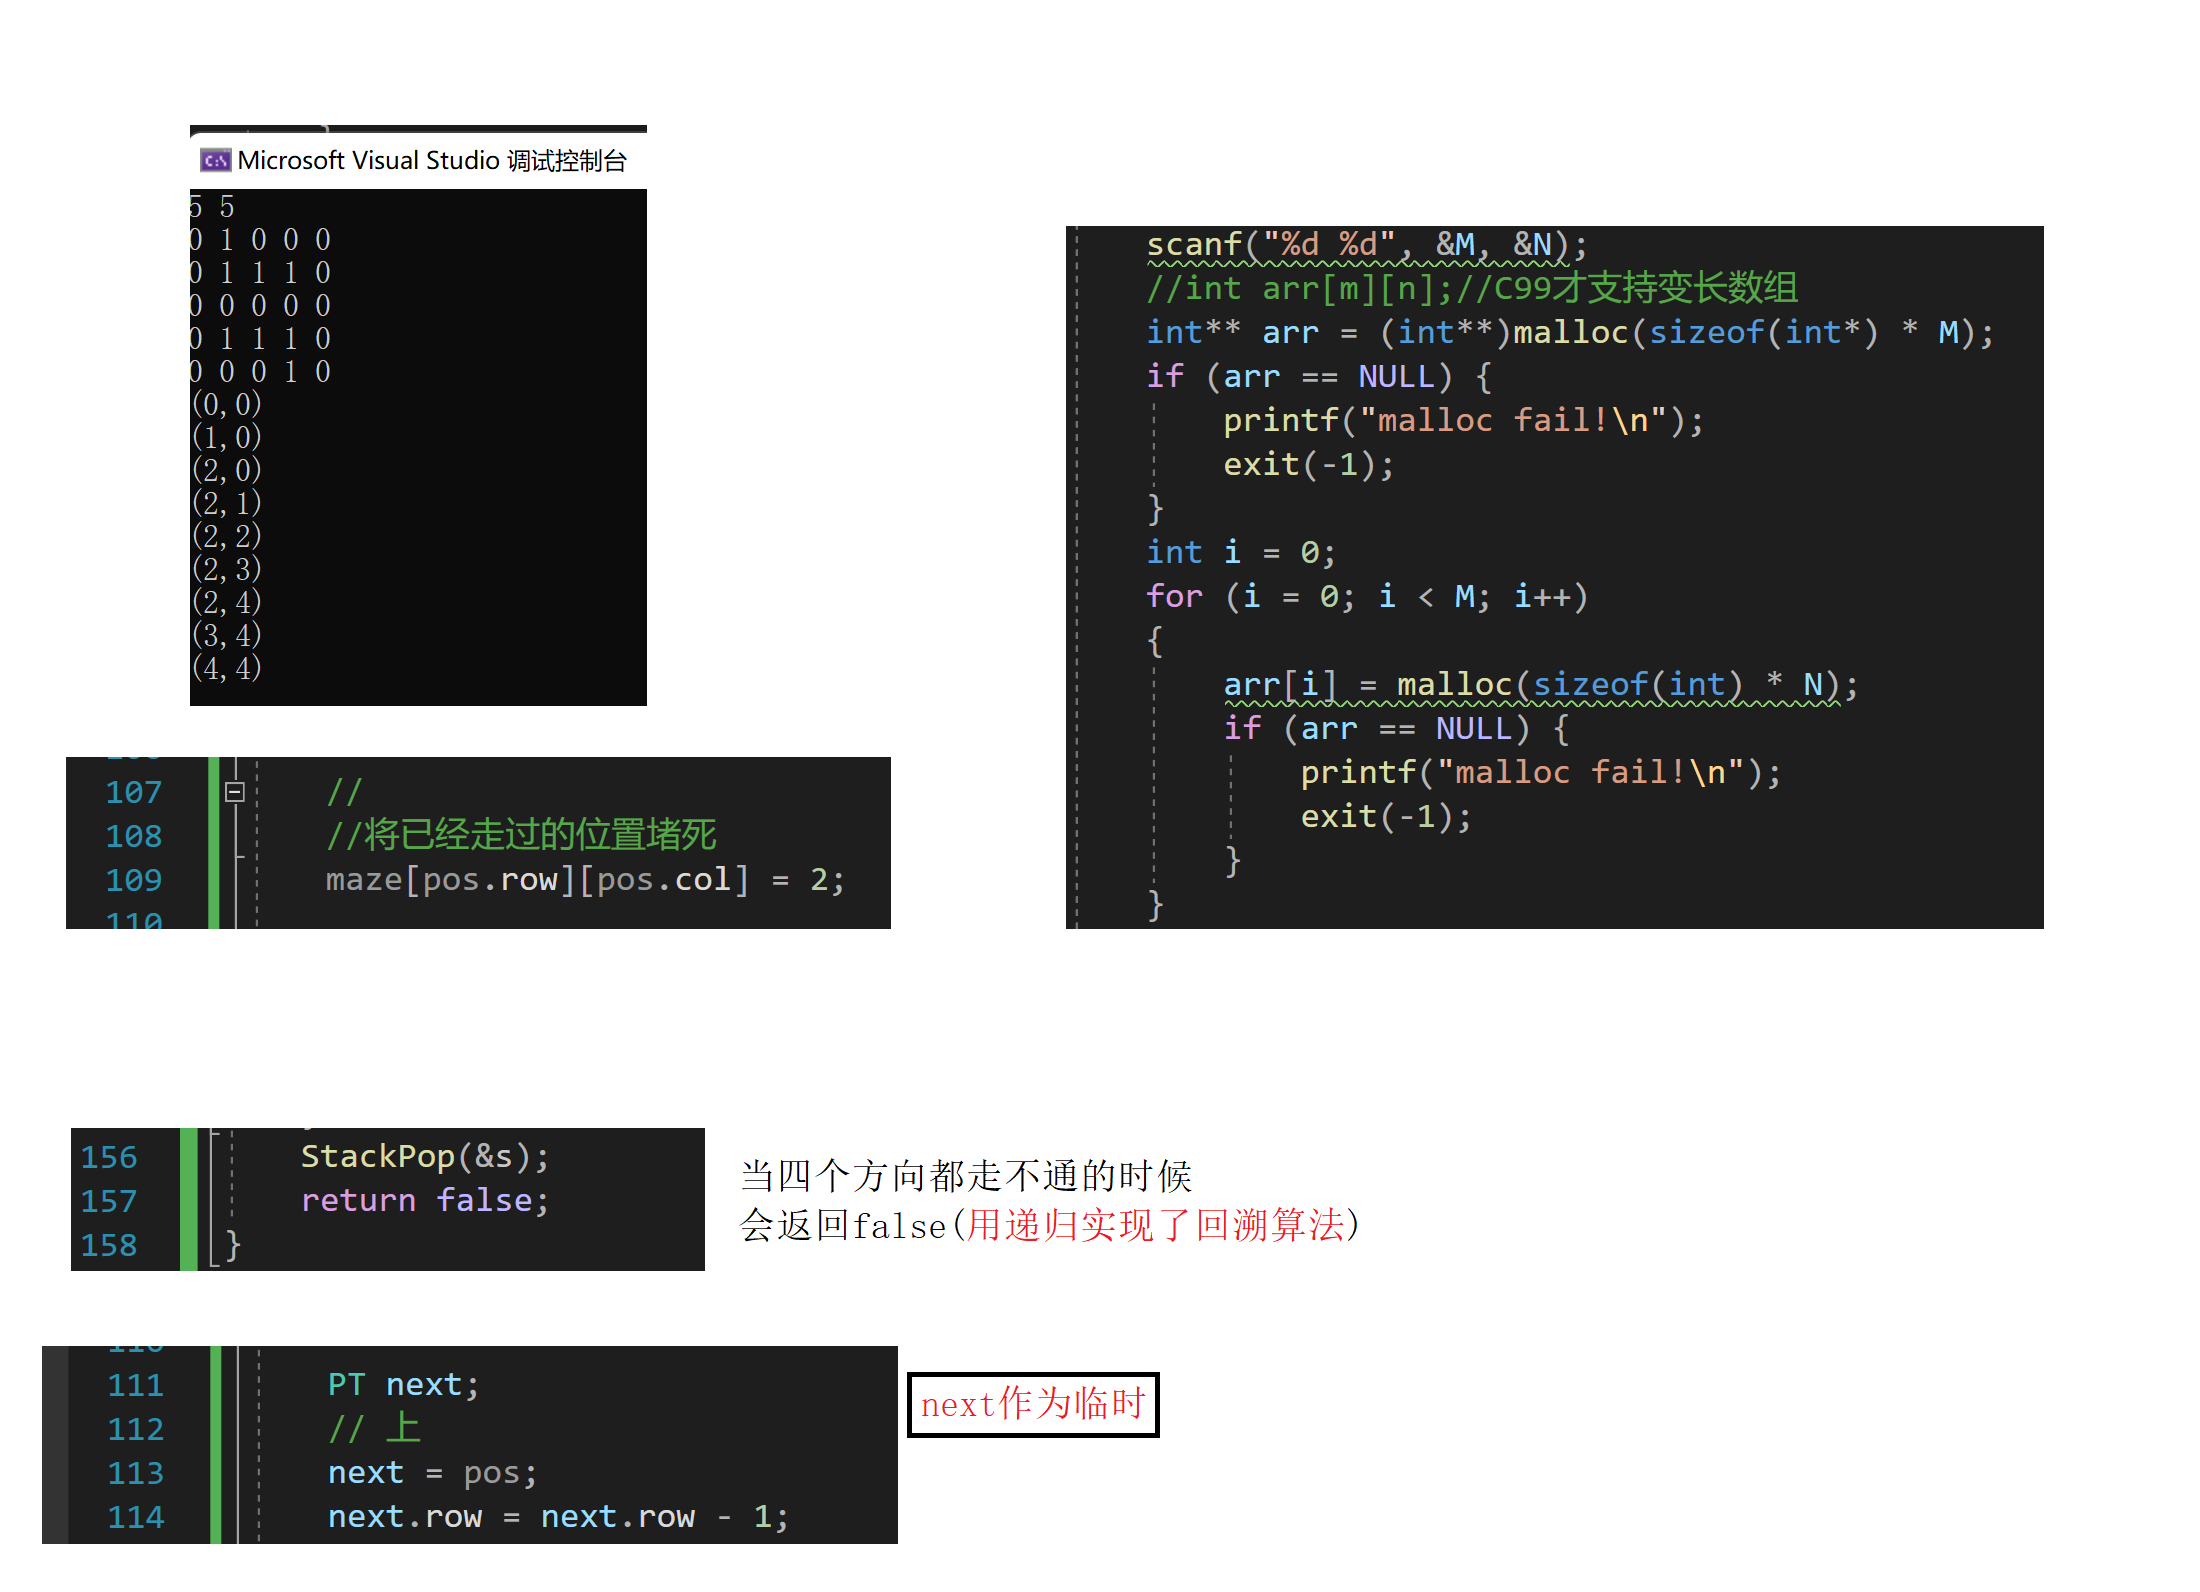 Microsoft Visual Studio 调试控制台
5 5
0 1 0 0 0
0 1 1 1 0
0 0 0 0 0
0 1 1 1 0
0 0 0 1 0
(0,0)
(1,0)
(2,0)
(2,1)
(2,2)
(2,3)
(2,4)
(3,4)
(4,4)
scanf("%d %d", &M, &N);
//int arr[m][n];//C99才支持变长数组
int** arr = (int**)malloc(sizeof(int*) * M);
if (arr == NULL) {
printf("malloc fail!\n");
exit(-1);
}
int i = 0;
for (i = 0; i < M; i++)
{
arr[i] = malloc(sizeof(int) * N);
if (arr == NULL) {
printf("malloc fail!\n");
exit(-1);
}
}
107 //
108 //将已经走过的位置堵死
109 maze[pos.row][pos.col] = 2;
110
156 StackPop(&s);
157 return false;
158 }
当四个方向都走不通的时候
会返回false(用递归实现了回溯算法)
111 PT next;
112 // 上
113 next = pos;
114 next.row = next.row - 1;
next作为临时